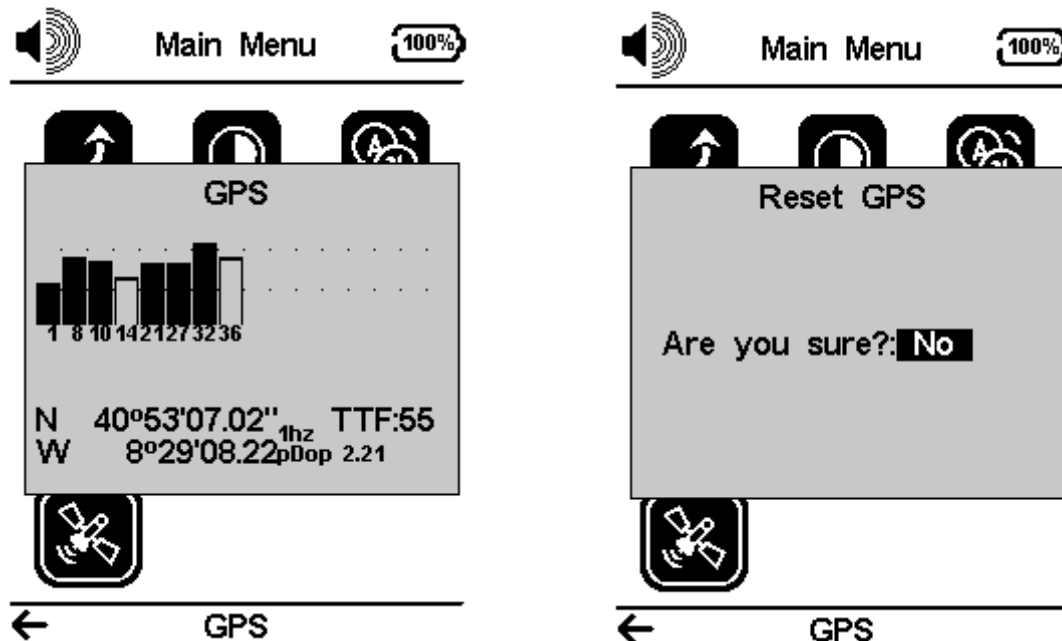 Main Menu 100%
GPS
1 8 10 14 21 27 32 36
N 40º53'07.02" 1hz TTF:55
W 8º29'08.22 pDop 2.21
GPS
Main Menu 100%
Reset GPS
Are you sure?: No
GPS